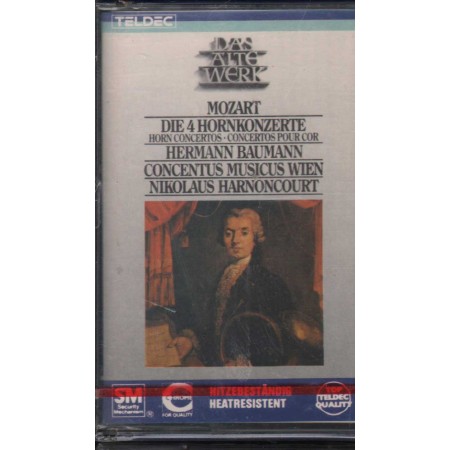 TELDEC
DAS
ALTE
WERK
MOZART
DIE 4 HORNKONZERTE
HORN CONCERTOS · CONCERTOS POUR COR
HERMANN BAUMANN
CONCENTUS MUSICUS WIEN
NIKOLAUS HARNONCOURT
SM
Security
Mechanism
®
FOR QUALITY
HITZEBESTÄNDIG
HEATRESISTENT
TOP
TELDEC
QUALITY